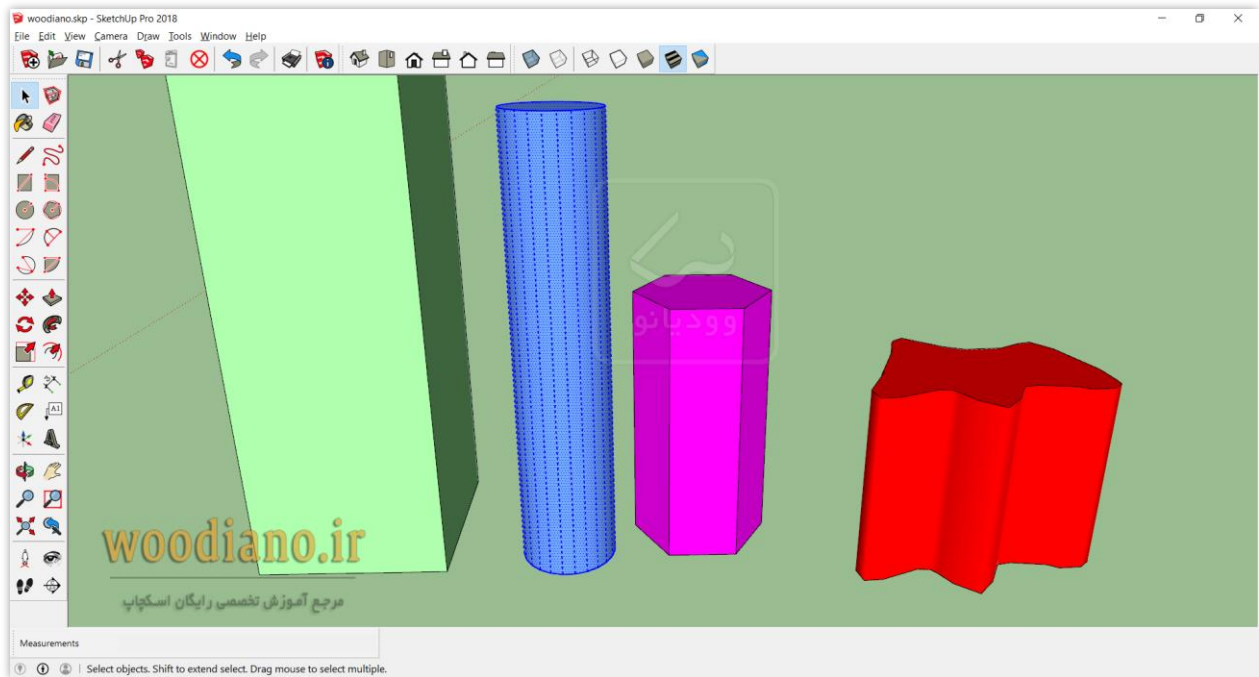 woodiano.skp - SketchUp Pro 2018
File Edit View Camera Draw Tools Window Help
A1
وودیانو
woodiano.ir
مرجع آموزش تخصصی رایگان اسکچاپ
Measurements
Select objects. Shift to extend select. Drag mouse to select multiple.